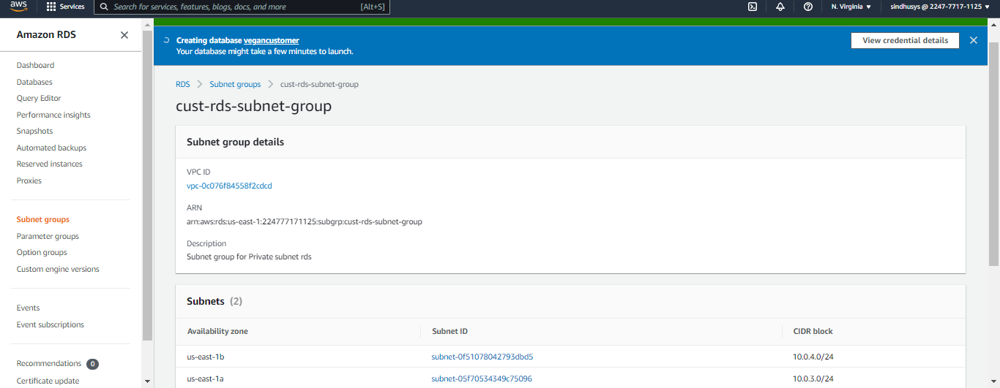 aws Services Search for services, features, blogs, docs, and more [Alt+S] N. Virginia sindhusys @ 2247-7717-1125
Amazon RDS
Dashboard
Databases
Query Editor
Performance insights
Snapshots
Automated backups
Reserved instances
Proxies
Subnet groups
Parameter groups
Option groups
Custom engine versions
Events
Event subscriptions
Recommendations 0
Certificate update
Creating database vegancustomer
Your database might take a few minutes to launch.
View credential details
RDS Subnet groups cust-rds-subnet-group
cust-rds-subnet-group
Subnet group details
VPC ID
vpc-0c076f84558f2cdcd
ARN
arn:aws:rds:us-east-1:224777171125:subgrp:cust-rds-subnet-group
Description
Subnet group for Private subnet rds
Subnets (2)
Availability zone Subnet ID CIDR block
us-east-1b subnet-0f51078042793dbd5 10.0.4.0/24
us-east-1a subnet-05f70534349c75096 10.0.3.0/24